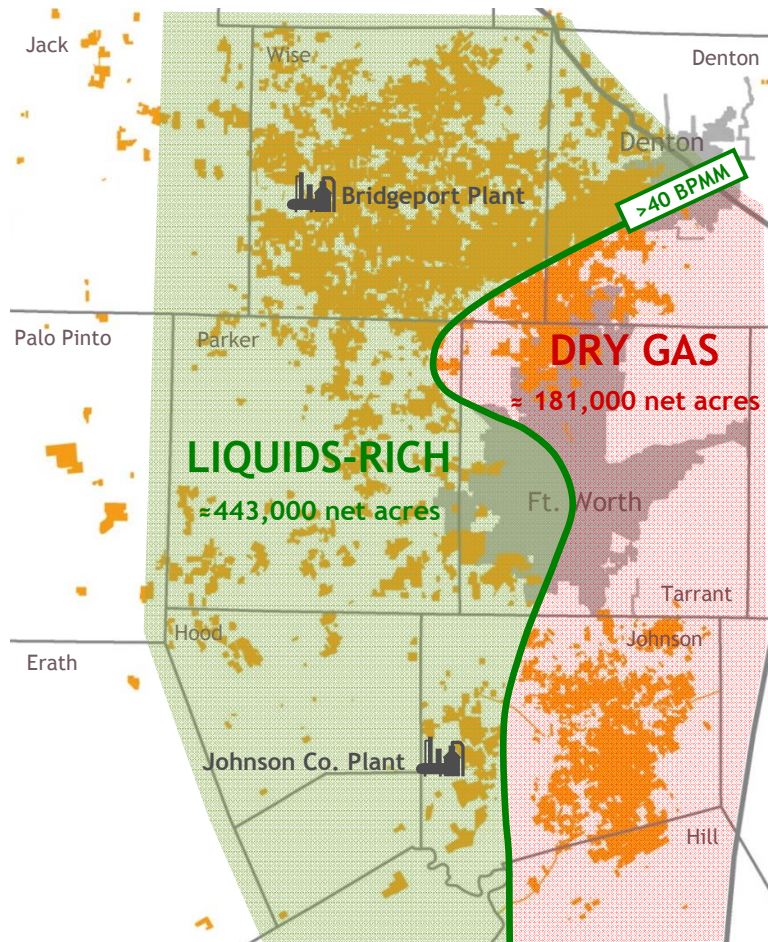 Jack
Wise
Denton
Denton
>40 BPMM
Bridgeport Plant
Palo Pinto
Parker
DRY GAS
≈ 181,000 net acres
LIQUIDS-RICH
≈443,000 net acres
Ft. Worth
Tarrant
Hood
Johnson
Erath
Johnson Co. Plant
Hill